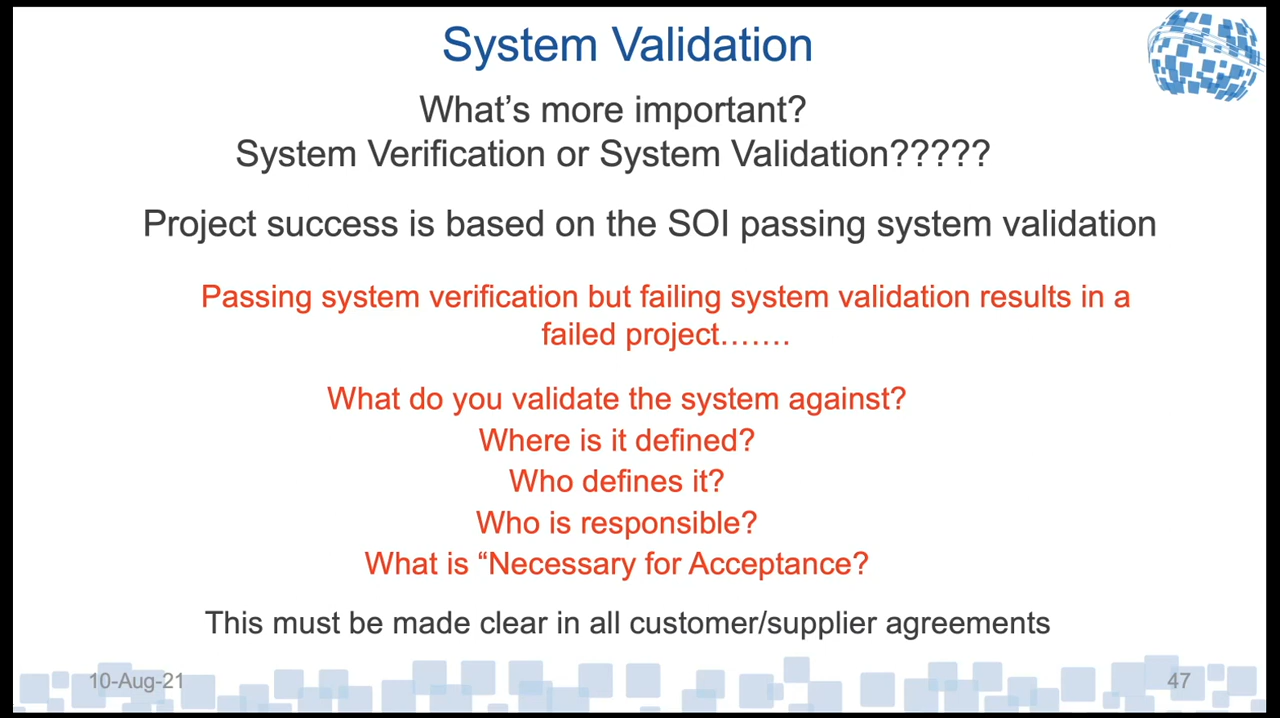 System Validation
What’s more important?
System Verification or System Validation?????
Project success is based on the SOI passing system validation
Passing system verification but failing system validation results in a
failed project…….
What do you validate the system against?
Where is it defined?
Who defines it?
Who is responsible?
What is “Necessary for Acceptance?
This must be made clear in all customer/supplier agreements
10-Aug-21
47